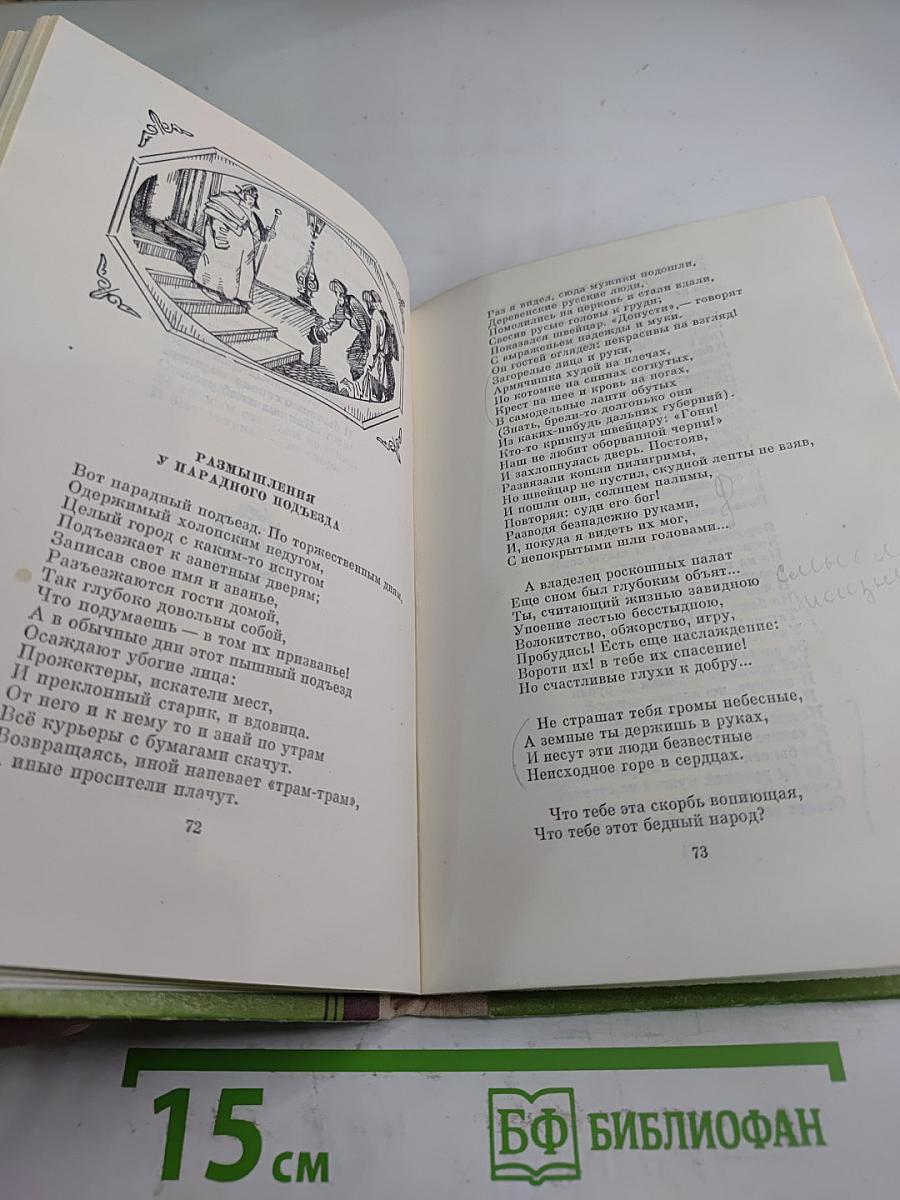 РАЗМЫШЛЕНИЯ
У ПАРАДНОГО ПОДЪЕЗДА
Вот парадный подъезд. По торжественным дням,
Одержимый холопским недугом,
Целый город с каким-то испугом
Подъезжает к заветным дверям;
Записав свое имя и званье,
Разъезжаются гости домой,
Так глубоко довольны собой,
Что подумаешь — в том их призванье!
А в обычные дни этот пышный подъезд
Осаждают убогие лица:
Прожектеры, искатели мест,
И преклонный старик, и вдовица.
От него и к нему то и знай по утрам
Всё курьеры с бумагами скачут.
Возвращаясь, иной напевает «трам-трам»,
иные просители плачут.
72
Раз я видел, сюда мужики подошли,
Деревенские русские люди,
Помолились на церковь и стали вдали,
Свесив русые головы к груди;
Показался швейцар. «Допусти», — говорят
С выраженьем надежды и муки.
Он гостей оглядел: некрасивы на взгляд!
Загорелые лица и руки,
Армячишка худой на плечах,
По котомке на спинах согнутых,
Крест на шее и кровь на ногах,
В самодельные лапти обутых
(Знать, брели-то долгонько они
Из каких-нибудь дальних губерний).
Кто-то крикнул швейцару: «Гони!
Наш не любит оборванной черни!»
И захлопнулась дверь. Постояв,
Развязали кошли пилигримы,
Но швейцар не пустил, скудной лепты не взяв,
И пошли они, солнцем палимы,
Повторяя: суди его бог!
Разводя безнадежно руками,
И, покуда я видеть их мог,
С непокрытыми шли головами...
А владелец роскошных палат
Еще сном был глубоким объят...
Ты, считающий жизнью завидною
Упоение лестью бесстыдною,
Волокитство, обжорство, игру,
Пробудись! Есть еще наслаждение:
Вороти их! в тебе их спасение!
Но счастливые глухи к добру...
Не страшат тебя громы небесные,
А земные ты держишь в руках,
И несут эти люди безвестные
Неисходное горе в сердцах.
Что тебе эта скорбь вопиющая,
Что тебе этот бедный народ?
73
15 см
БФ БИБЛИОФАН